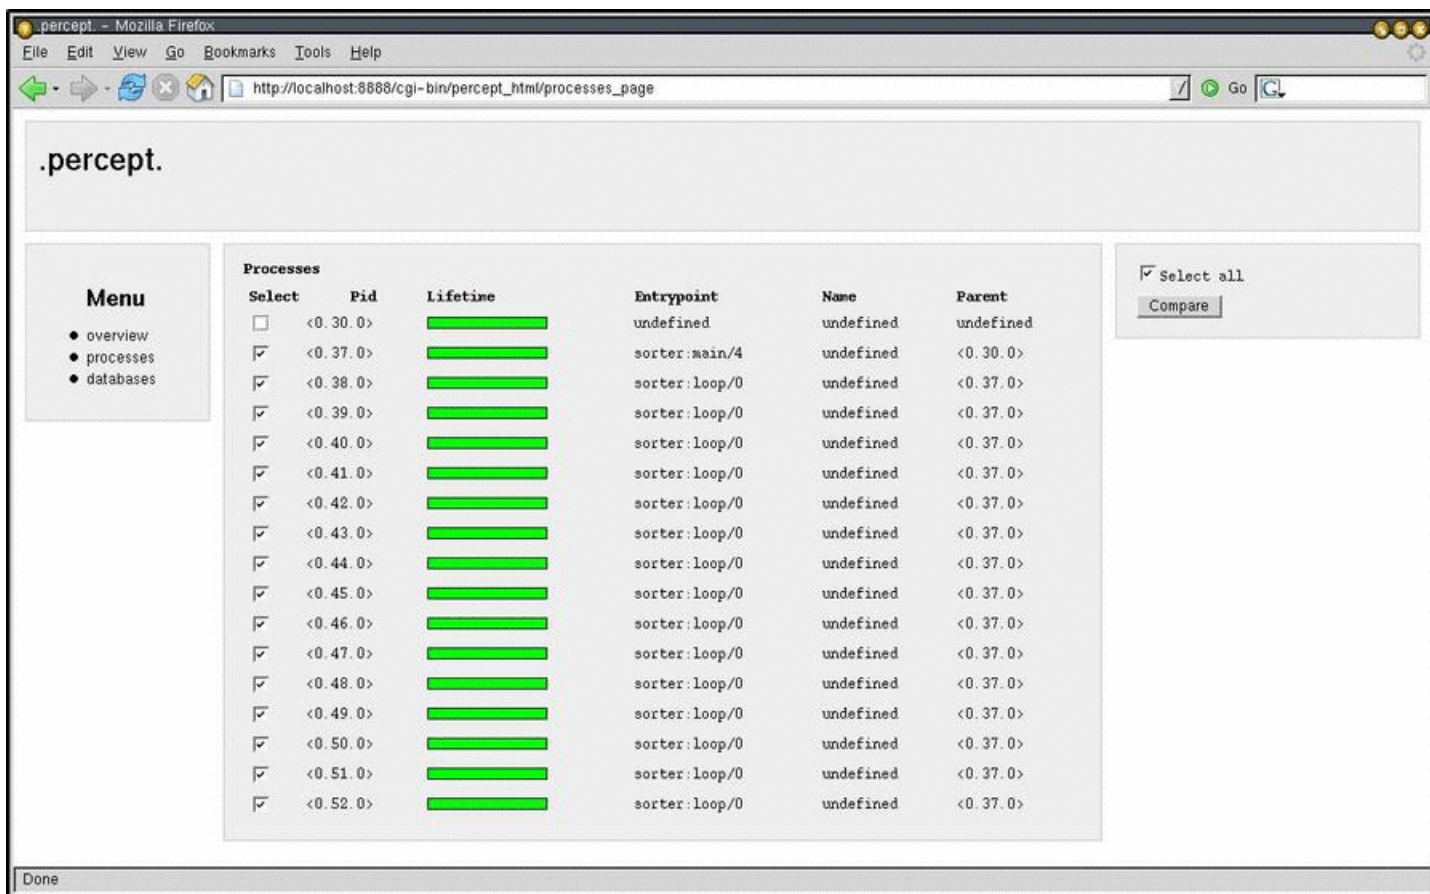 .percept. - Mozilla Firefox
File Edit View Go Bookmarks Tools Help
http://localhost:8888/cgi-bin/percept_html/processes_page Go
.percept.
Menu
overview
processes
databases
Processes
Select Pid Lifetime Entrypoint Name Parent
<0.30.0> undefined undefined undefined
<0.37.0> sorter:main/4 undefined <0.30.0>
<0.38.0> sorter:loop/0 undefined <0.37.0>
<0.39.0> sorter:loop/0 undefined <0.37.0>
<0.40.0> sorter:loop/0 undefined <0.37.0>
<0.41.0> sorter:loop/0 undefined <0.37.0>
<0.42.0> sorter:loop/0 undefined <0.37.0>
<0.43.0> sorter:loop/0 undefined <0.37.0>
<0.44.0> sorter:loop/0 undefined <0.37.0>
<0.45.0> sorter:loop/0 undefined <0.37.0>
<0.46.0> sorter:loop/0 undefined <0.37.0>
<0.47.0> sorter:loop/0 undefined <0.37.0>
<0.48.0> sorter:loop/0 undefined <0.37.0>
<0.49.0> sorter:loop/0 undefined <0.37.0>
<0.50.0> sorter:loop/0 undefined <0.37.0>
<0.51.0> sorter:loop/0 undefined <0.37.0>
<0.52.0> sorter:loop/0 undefined <0.37.0>
Select all
Compare
Done